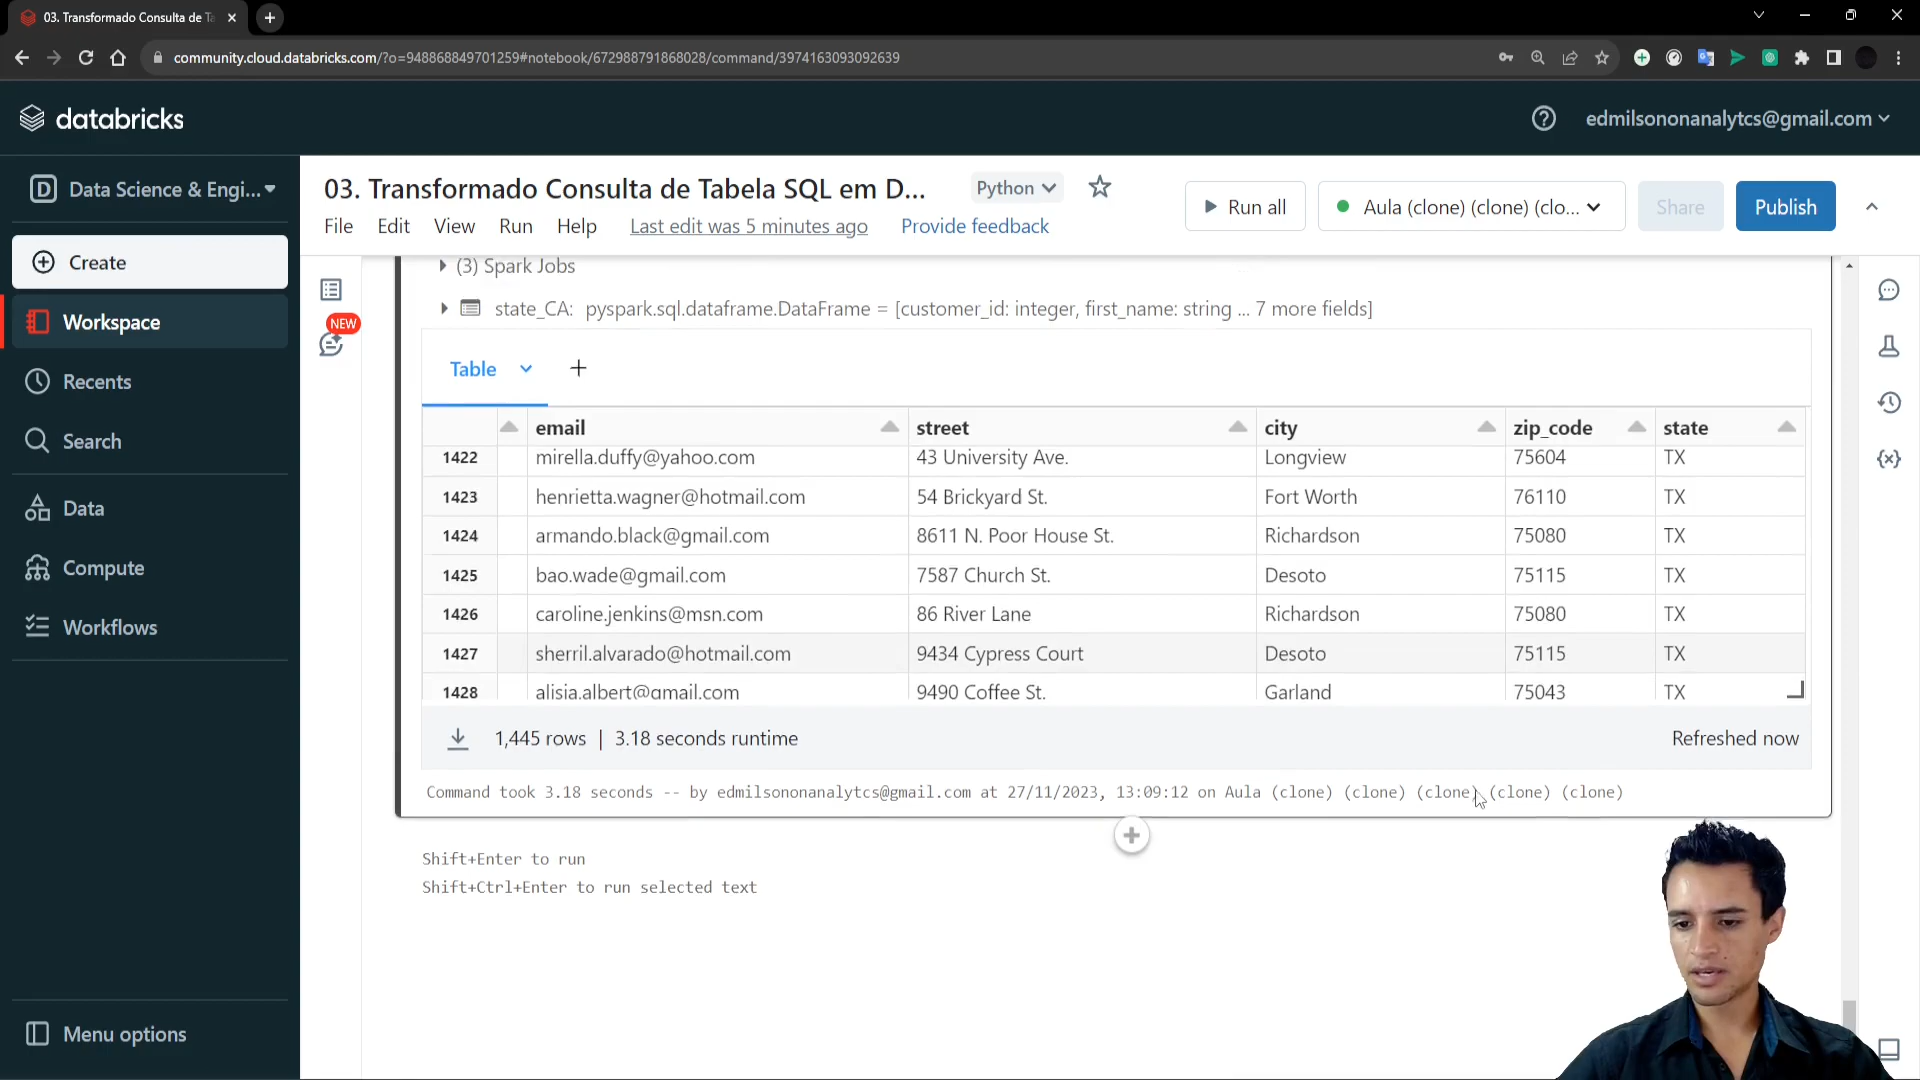 03. Transformado Consulta de Ta
community.cloud.databricks.com/?o=948868849701259#notebook/672988791868028/command/3974163093092639
databricks
edmilsononanalytcs@gmail.com
D Data Science & Engi...
03. Transformado Consulta de Tabela SQL em D...
Python
Run all
Aula (clone) (clone) (clo...
Share
Publish
File Edit View Run Help Last edit was 5 minutes ago Provide feedback
Create
Workspace
Recents
Search
Data
Compute
Workflows
Menu options
NEW
(3) Spark Jobs
state_CA: pyspark.sql.dataframe.DataFrame = [customer_id: integer, first_name: string ... 7 more fields]
Table +
email street city zip_code state
1422 mirella.duffy@yahoo.com 43 University Ave. Longview 75604 TX
1423 henrietta.wagner@hotmail.com 54 Brickyard St. Fort Worth 76110 TX
1424 armando.black@gmail.com 8611 N. Poor House St. Richardson 75080 TX
1425 bao.wade@gmail.com 7587 Church St. Desoto 75115 TX
1426 caroline.jenkins@msn.com 86 River Lane Richardson 75080 TX
1427 sherril.alvarado@hotmail.com 9434 Cypress Court Desoto 75115 TX
1428 alisia.albert@gmail.com 9490 Coffee St. Garland 75043 TX
1,445 rows | 3.18 seconds runtime
Refreshed now
Command took 3.18 seconds -- by edmilsononanalytcs@gmail.com at 27/11/2023, 13:09:12 on Aula (clone) (clone) (clone) (clone) (clone)
Shift+Enter to run
Shift+Ctrl+Enter to run selected text